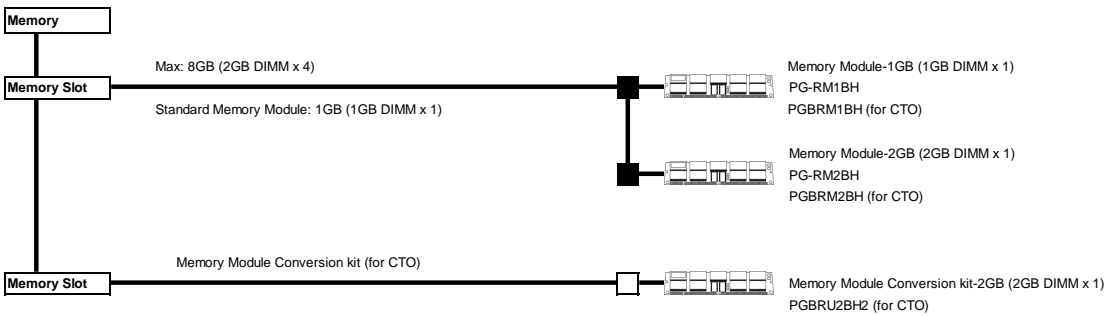 Memory
Max: 8GB (2GB DIMM x 4)
Memory Slot
Standard Memory Module: 1GB (1GB DIMM x 1)
Memory Module-1GB (1GB DIMM x 1)
PG-RM1BH
PGBRM1BH (for CTO)
Memory Module-2GB (2GB DIMM x 1)
PG-RM2BH
PGBRM2BH (for CTO)
Memory Module Conversion kit (for CTO)
Memory Slot
Memory Module Conversion kit-2GB (2GB DIMM x 1)
PGBRU2BH2 (for CTO)